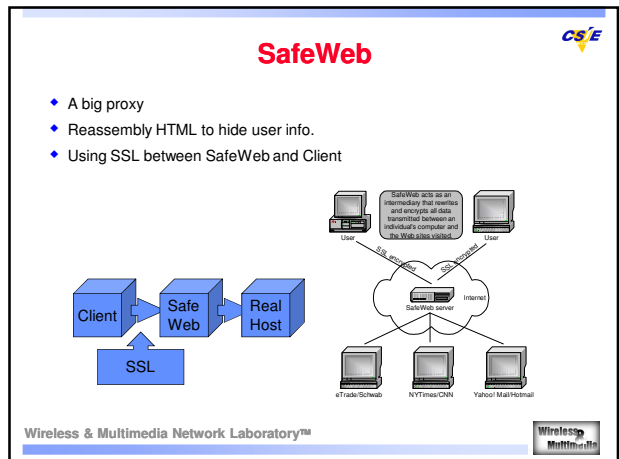 CS/E
SafeWeb
A big proxy
Reassembly HTML to hide user info.
Using SSL between SafeWeb and Client
SafeWeb acts as an
intermediary that rewrites
and encrypts all data
transmitted between an
individual's computer and
the Web sites visited.
User
User
SSL encrypted
SSL encrypted
Internet
SafeWeb server
Client
Safe
Web
Real
Host
SSL
eTrade/Schwab
NYTimes/CNN
Yahoo! Mail/Hotmail
Wireless & Multimedia Network Laboratory™
Wireless
&
Multimedia